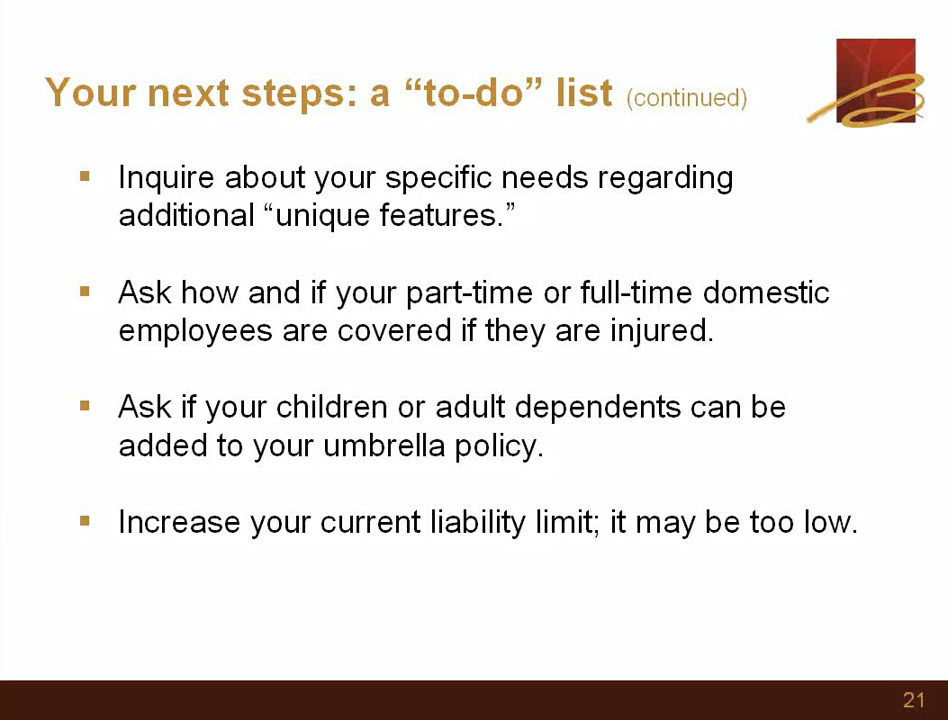 Your next steps: a “to-do” list (continued)
▪ Inquire about your specific needs regarding
additional “unique features.”
▪ Ask how and if your part-time or full-time domestic
employees are covered if they are injured.
▪ Ask if your children or adult dependents can be
added to your umbrella policy.
▪ Increase your current liability limit; it may be too low.
21